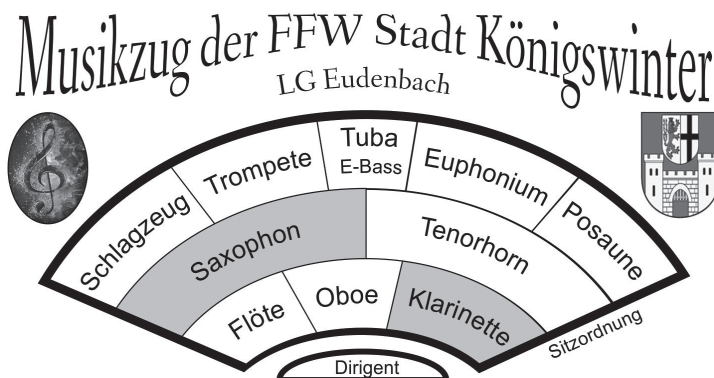 Musikzug der FFW Stadt Königswinter
LG Eudenbach
Schlagzeug
Trompete
Tuba
E-Bass
Euphonium
Posaune
Saxophon
Tenorhorn
Flöte
Oboe
Klarinette
Sitzordnung
Dirigent